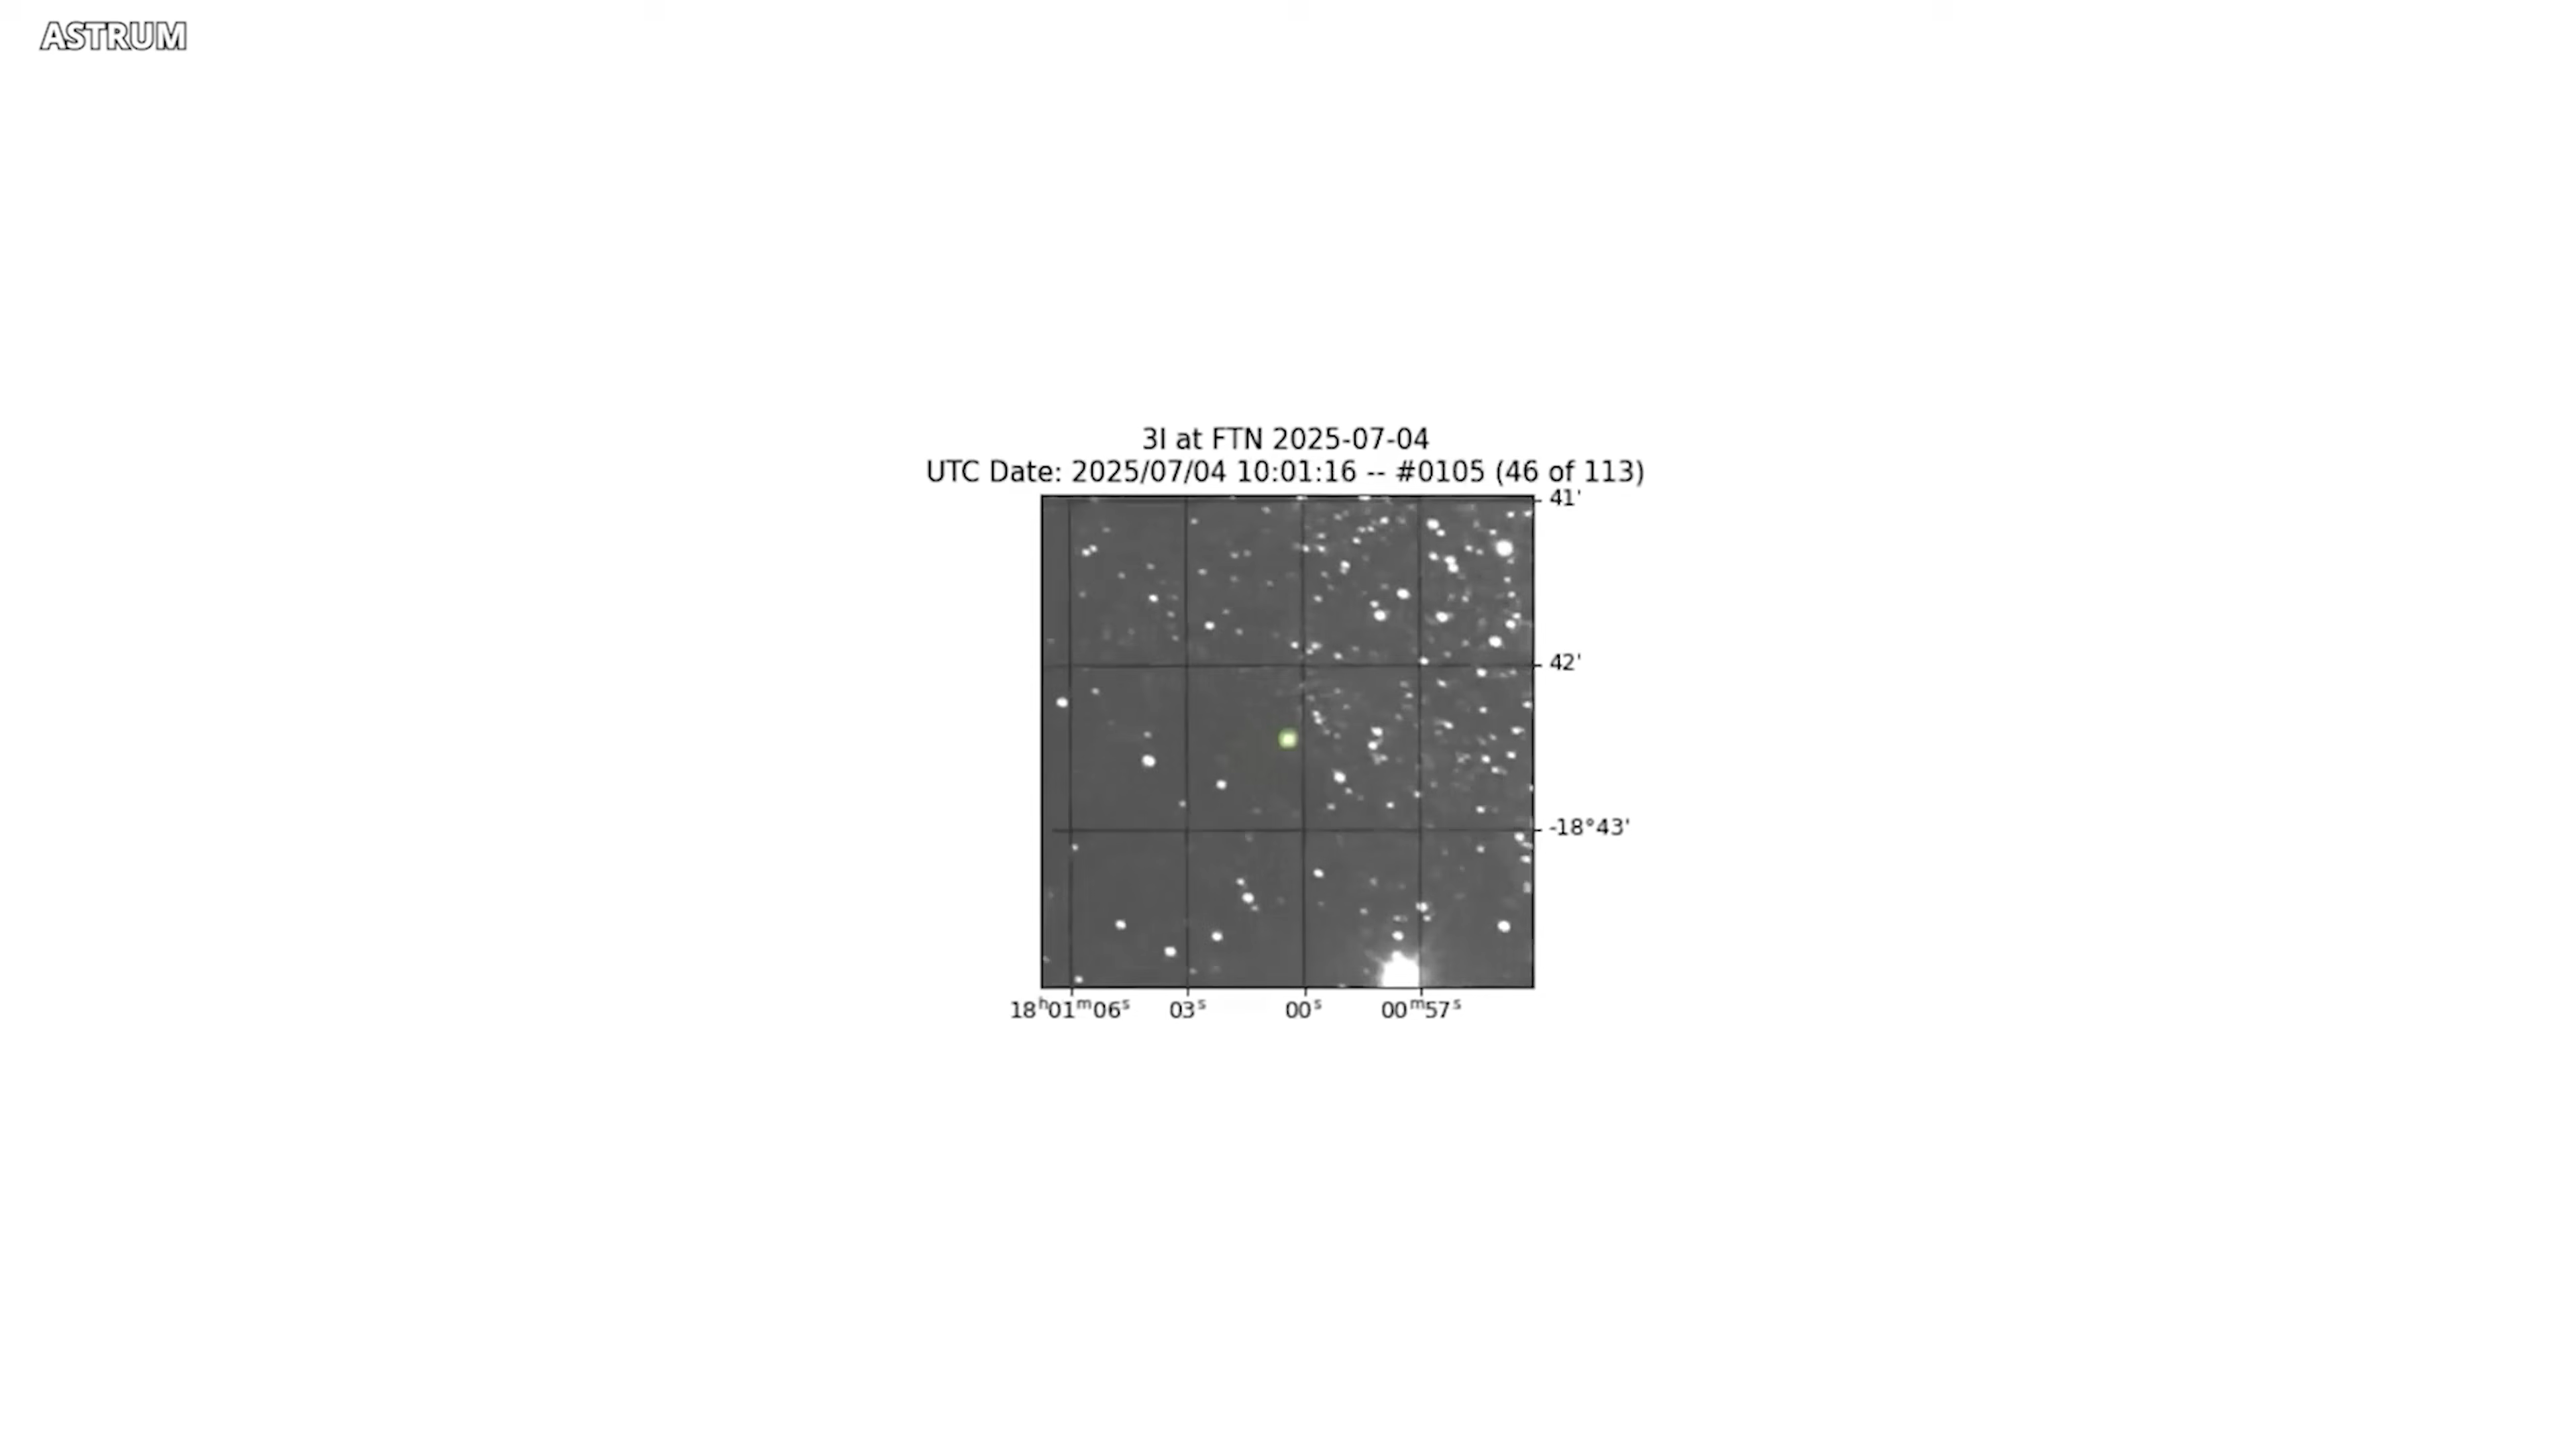 ASTRUM
3I at FTN 2025-07-04
UTC Date: 2025/07/04 10:01:16 -- #0105 (46 of 113)
41'
42'
-18°43'
18ʰ01ᵐ06ˢ 03ˢ 00ˢ 00ᵐ57ˢ